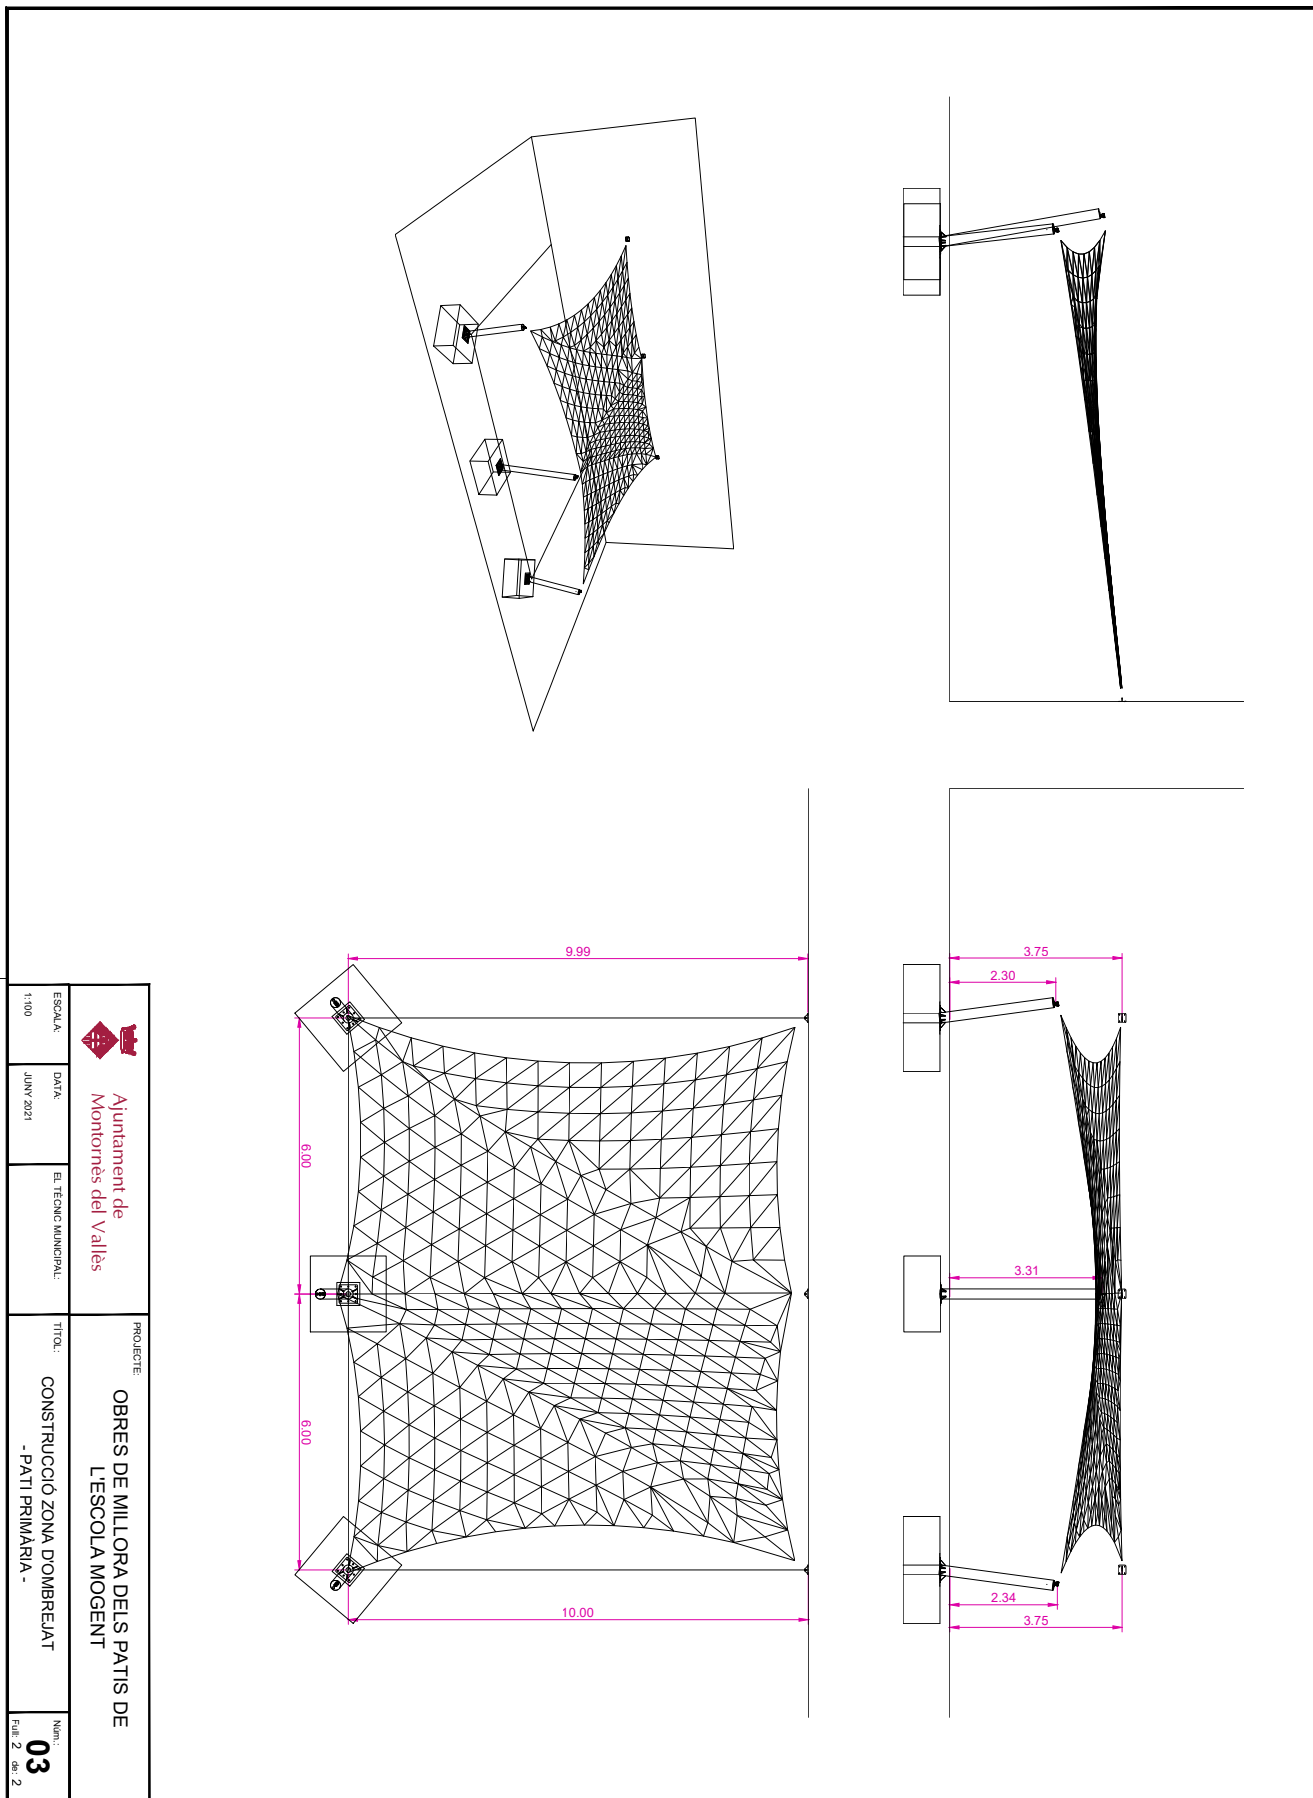 9.99
6.00
6.00
10.00
3.75
2.30
3.31
2.34
3.75
Ajuntament de
Montornès del Vallès
PROJECTE:
OBRES DE MILLORA DELS PATIS DE
L'ESCOLA MOGENT
ESCALA:
1:100
DATA:
JUNY 2021
EL TÈCNIC MUNICIPAL:
TÍTOL:
CONSTRUCCIÓ ZONA D'OMBREJAT
- PATI PRIMÀRIA -
Núm.:
03
Full: 2 de: 2